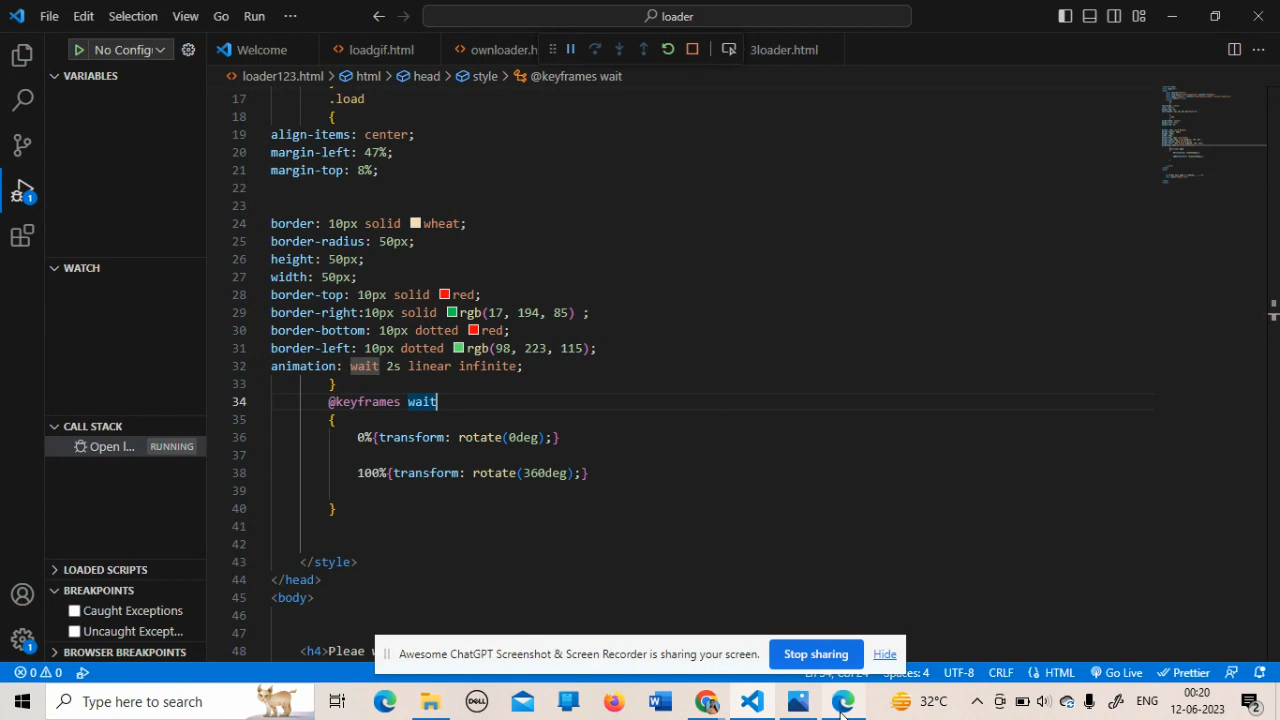 File Edit Selection View Go Run ··· loader
No Config Welcome loadgif.html ownloader.h 3loader.html
VARIABLES
loader123.html > html > head > style > @keyframes wait
17 .load
18 {
19 align-items: center;
20 margin-left: 47%;
21 margin-top: 8%;
22
23
24 border: 10px solid wheat;
25 border-radius: 50px;
26 height: 50px;
27 width: 50px;
28 border-top: 10px solid red;
29 border-right:10px solid rgb(17, 194, 85) ;
30 border-bottom: 10px dotted red;
31 border-left: 10px dotted rgb(98, 223, 115);
32 animation: wait 2s linear infinite;
33 }
34 @keyframes wait
35 {
36 0%{transform: rotate(0deg);}
37
38 100%{transform: rotate(360deg);}
39
40 }
41
42
43 </style>
44 </head>
45 <body>
46
47
48 <h4>Pleae w
WATCH
CALL STACK
Open l... RUNNING
LOADED SCRIPTS
BREAKPOINTS
Caught Exceptions
Uncaught Except...
BROWSER BREAKPOINTS
1
1
Awesome ChatGPT Screenshot & Screen Recorder is sharing your screen. Stop sharing Hide
0 0 Spaces: 4 UTF-8 CRLF HTML Go Live Prettier
Type here to search DELL 32°C 00:20
12-06-2023 2